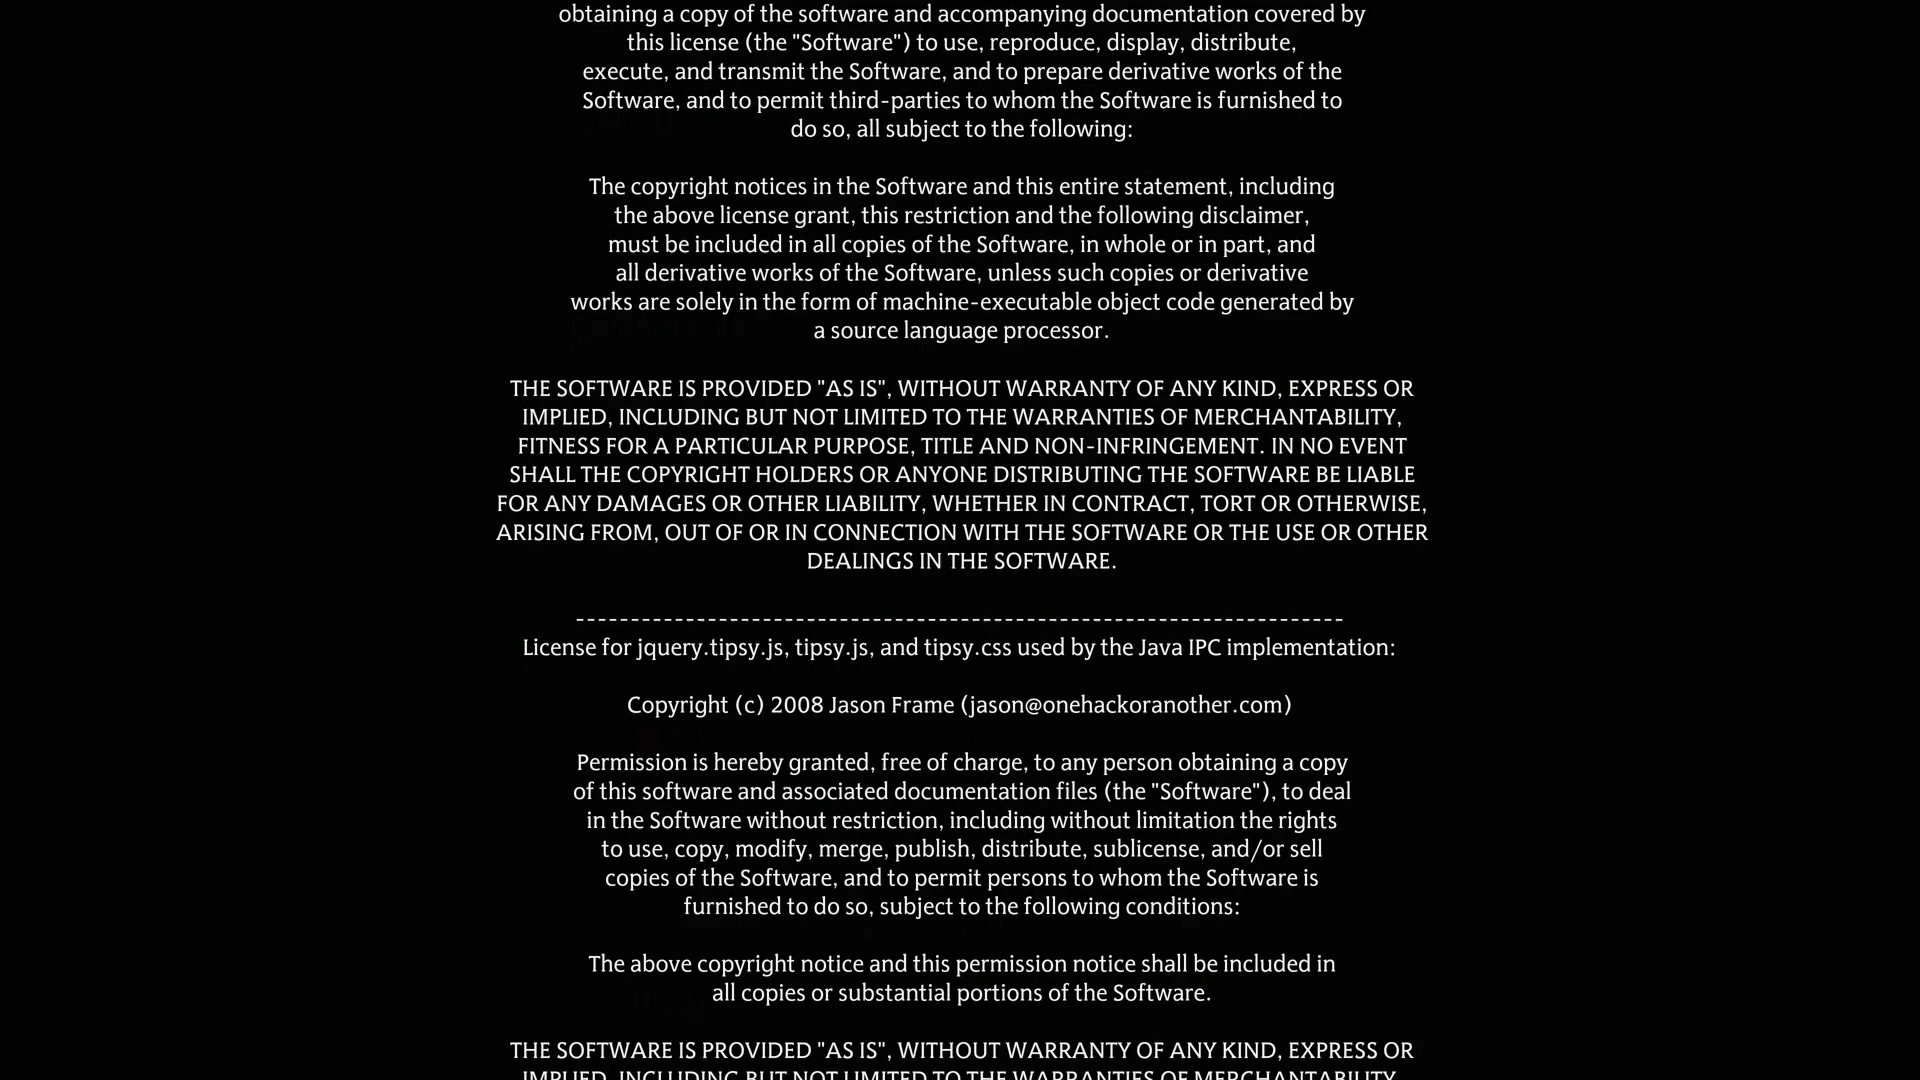 obtaining a copy of the software and accompanying documentation covered by
this license (the "Software") to use, reproduce, display, distribute,
execute, and transmit the Software, and to prepare derivative works of the
Software, and to permit third-parties to whom the Software is furnished to
do so, all subject to the following:
The copyright notices in the Software and this entire statement, including
the above license grant, this restriction and the following disclaimer,
must be included in all copies of the Software, in whole or in part, and
all derivative works of the Software, unless such copies or derivative
works are solely in the form of machine-executable object code generated by
a source language processor.
THE SOFTWARE IS PROVIDED "AS IS", WITHOUT WARRANTY OF ANY KIND, EXPRESS OR
IMPLIED, INCLUDING BUT NOT LIMITED TO THE WARRANTIES OF MERCHANTABILITY,
FITNESS FOR A PARTICULAR PURPOSE, TITLE AND NON-INFRINGEMENT. IN NO EVENT
SHALL THE COPYRIGHT HOLDERS OR ANYONE DISTRIBUTING THE SOFTWARE BE LIABLE
FOR ANY DAMAGES OR OTHER LIABILITY, WHETHER IN CONTRACT, TORT OR OTHERWISE,
ARISING FROM, OUT OF OR IN CONNECTION WITH THE SOFTWARE OR THE USE OR OTHER
DEALINGS IN THE SOFTWARE.
----------------------------------------------------------------------
License for jquery.tipsy.js, tipsy.js, and tipsy.css used by the Java IPC implementation:
Copyright (c) 2008 Jason Frame (jason@onehackoranother.com)
Permission is hereby granted, free of charge, to any person obtaining a copy
of this software and associated documentation files (the "Software"), to deal
in the Software without restriction, including without limitation the rights
to use, copy, modify, merge, publish, distribute, sublicense, and/or sell
copies of the Software, and to permit persons to whom the Software is
furnished to do so, subject to the following conditions:
The above copyright notice and this permission notice shall be included in
all copies or substantial portions of the Software.
THE SOFTWARE IS PROVIDED "AS IS", WITHOUT WARRANTY OF ANY KIND, EXPRESS OR
IMPLIED, INCLUDING BUT NOT LIMITED TO THE WARRANTIES OF MERCHANTABILITY,